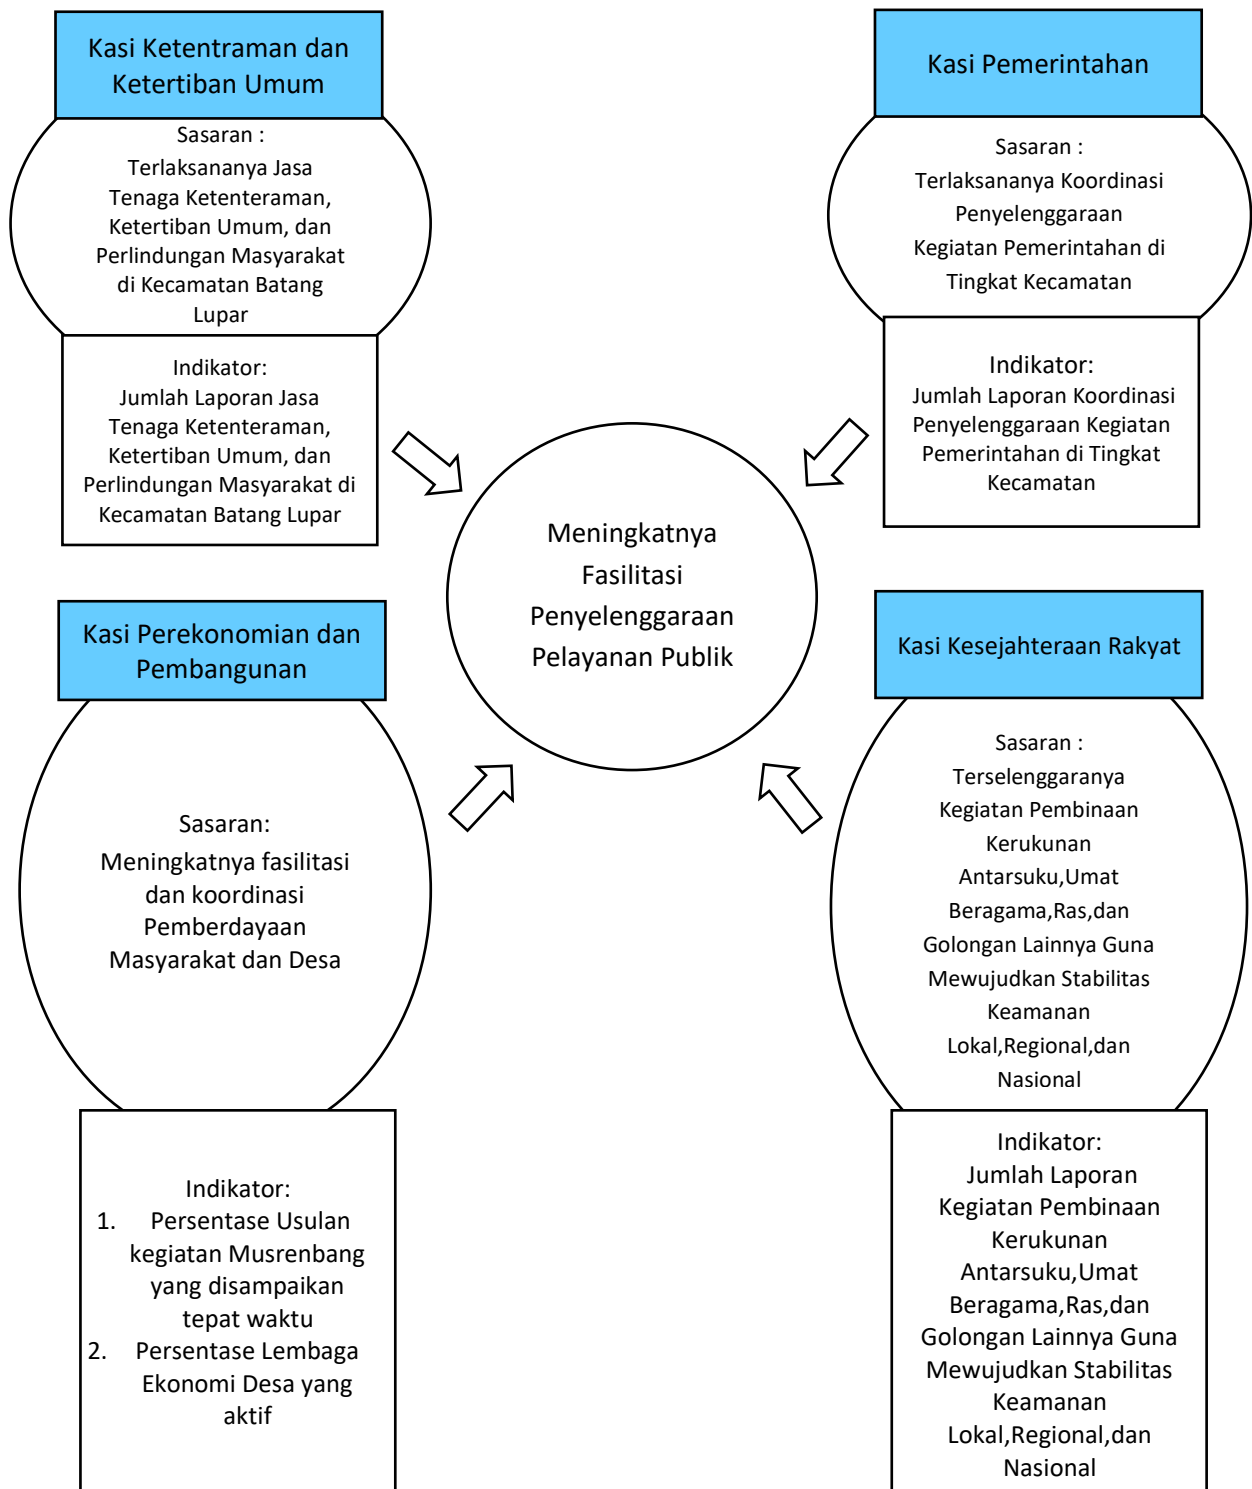 Kasi Ketentraman dan
Ketertiban Umum
Sasaran :
Terlaksananya Jasa
Tenaga Ketenteraman,
Ketertiban Umum, dan
Perlindungan Masyarakat
di Kecamatan Batang
Lupar
Indikator:
Jumlah Laporan Jasa
Tenaga Ketenteraman,
Ketertiban Umum, dan
Perlindungan Masyarakat di
Kecamatan Batang Lupar
Kasi Pemerintahan
Sasaran :
Terlaksananya Koordinasi
Penyelenggaraan
Kegiatan Pemerintahan di
Tingkat Kecamatan
Indikator:
Jumlah Laporan Koordinasi
Penyelenggaraan Kegiatan
Pemerintahan di Tingkat
Kecamatan
Meningkatnya
Fasilitasi
Penyelenggaraan
Pelayanan Publik
Kasi Perekonomian dan
Pembangunan
Sasaran:
Meningkatnya fasilitasi
dan koordinasi
Pemberdayaan
Masyarakat dan Desa
Indikator:
1. Persentase Usulan
kegiatan Musrenbang
yang disampaikan
tepat waktu
2. Persentase Lembaga
Ekonomi Desa yang
aktif
Kasi Kesejahteraan Rakyat
Sasaran :
Terselenggaranya
Kegiatan Pembinaan
Kerukunan
Antarsuku,Umat
Beragama,Ras,dan
Golongan Lainnya Guna
Mewujudkan Stabilitas
Keamanan
Lokal,Regional,dan
Nasional
Indikator:
Jumlah Laporan
Kegiatan Pembinaan
Kerukunan
Antarsuku,Umat
Beragama,Ras,dan
Golongan Lainnya Guna
Mewujudkan Stabilitas
Keamanan
Lokal,Regional,dan
Nasional